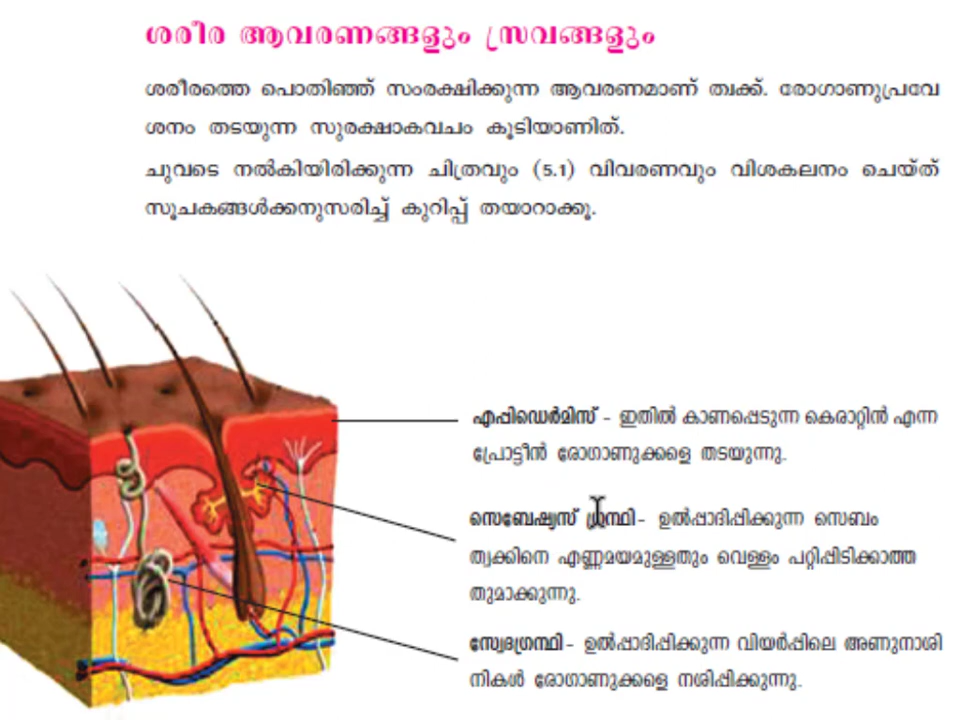 ശരീര ആവരണങ്ങളും സ്രവങ്ങളും
ശരീരത്തെ പൊതിഞ്ഞ് സംരക്ഷിക്കുന്ന ആവരണമാണ് ത്വക്ക്. രോഗാണുപ്രവേ
ശനം തടയുന്ന സുരക്ഷാകവചം കൂടിയാണിത്.
ചുവടെ നൽകിയിരിക്കുന്ന ചിത്രവും (5.1) വിവരണവും വിശകലനം ചെയ്ത്
സൂചകങ്ങൾക്കനുസരിച്ച് കുറിപ്പ് തയാറാക്കൂ.
എപ്പിഡെർമിസ് - ഇതിൽ കാണപ്പെടുന്ന കെരാറ്റിൻ എന്ന
പ്രോട്ടീൻ രോഗാണുക്കളെ തടയുന്നു.
സെബേഷ്യസ് ഗ്രന്ഥി - ഉൽപ്പാദിപ്പിക്കുന്ന സെബം
ത്വക്കിനെ എണ്ണമയമുള്ളതും വെള്ളം പറ്റിപ്പിടിക്കാത്ത
തുമാക്കുന്നു.
സ്വേദഗ്രന്ഥി - ഉൽപ്പാദിപ്പിക്കുന്ന വിയർപ്പിലെ അണുനാശി
നികൾ രോഗാണുക്കളെ നശിപ്പിക്കുന്നു.